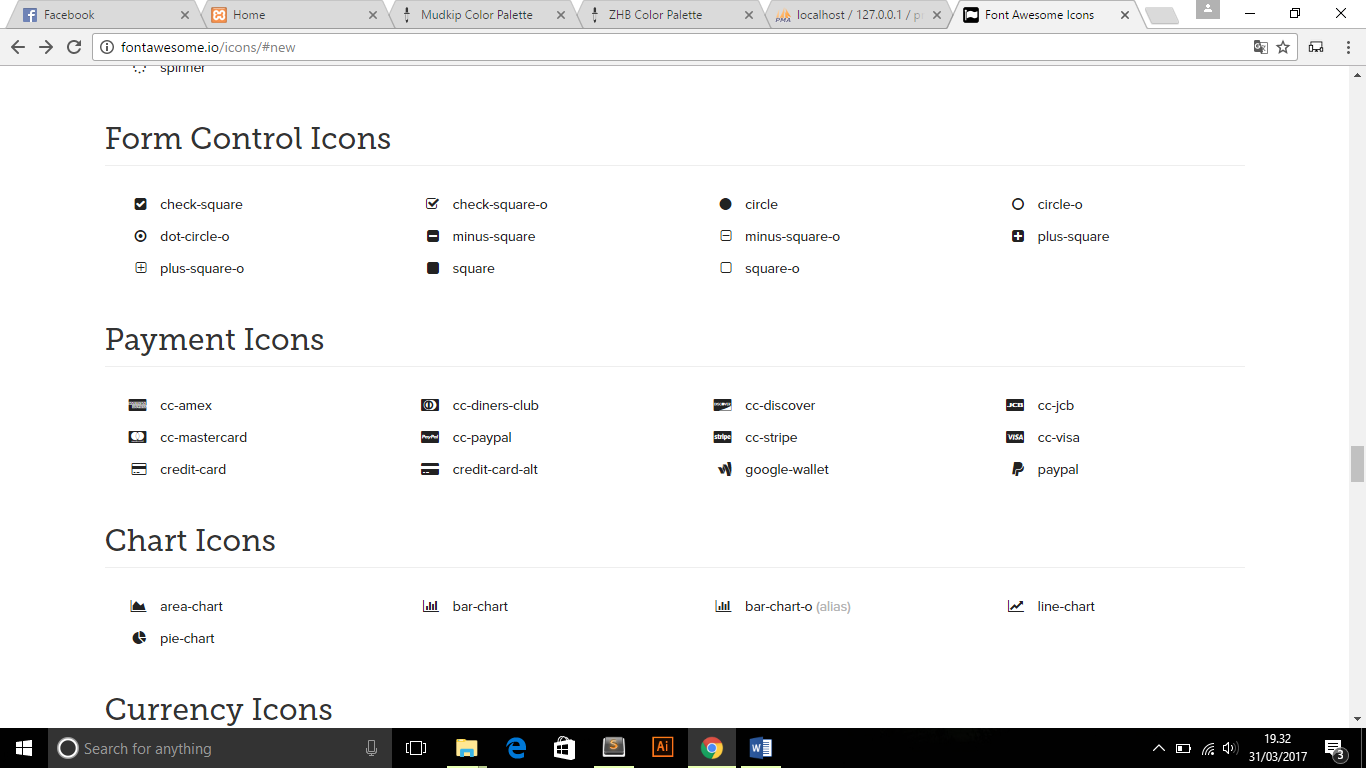 Facebook
Home
Mudkip Color Palette
ZHB Color Palette
localhost / 127.0.0.1 / p
Font Awesome Icons
fontawesome.io/icons/#new
spinner
Form Control Icons
check-square check-square-o circle circle-o
dot-circle-o minus-square minus-square-o plus-square
plus-square-o square square-o
Payment Icons
cc-amex cc-diners-club cc-discover cc-jcb
cc-mastercard cc-paypal cc-stripe cc-visa
credit-card credit-card-alt google-wallet paypal
Chart Icons
area-chart bar-chart bar-chart-o (alias) line-chart
pie-chart
Currency Icons
Search for anything
19.32
31/03/2017
3